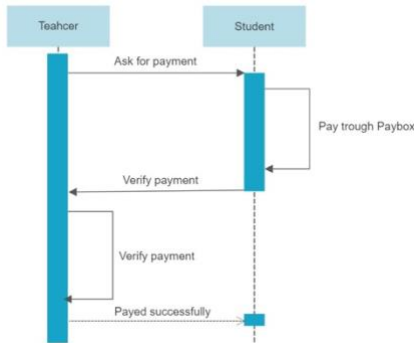 Teahcer
Student
Ask for payment
Pay trough Paybox
Verify payment
Verify payment
Payed successfully